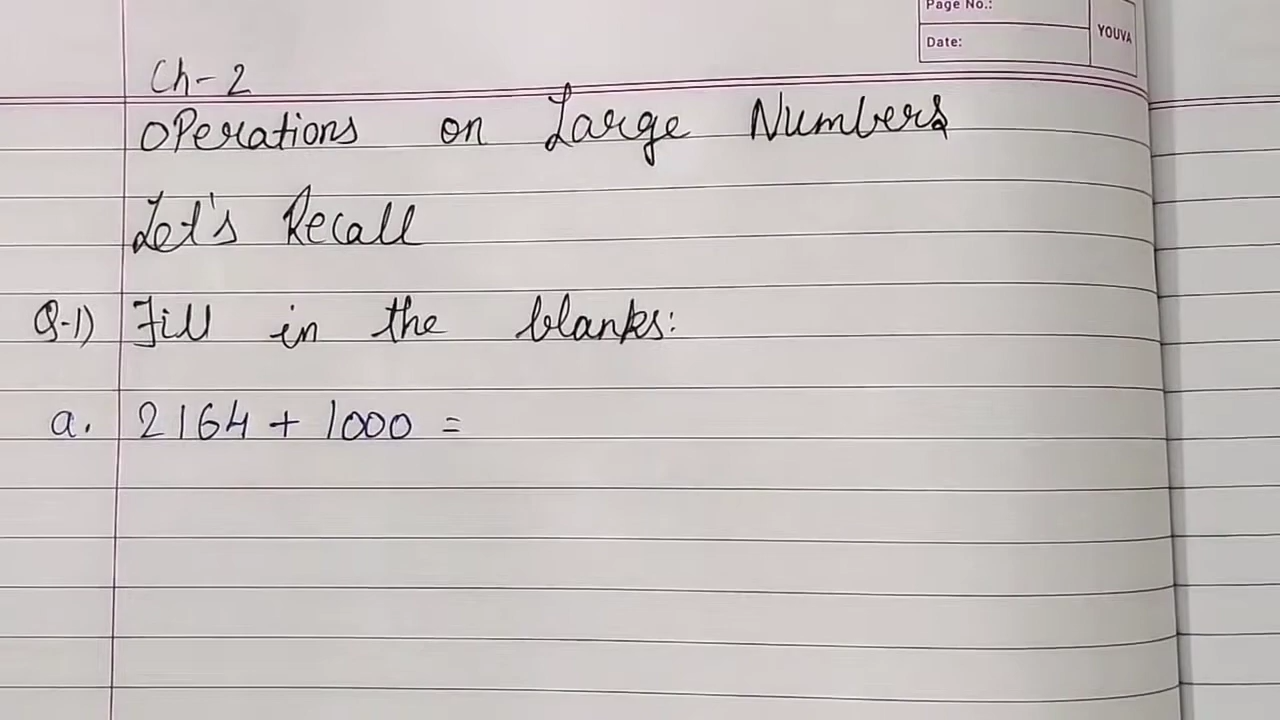 Page No.:
Date:
YOUVA
Ch-2
Operations on Large Numbers
Let's Recall
Q-1) Fill in the blanks:
a. 2164 + 1000 =